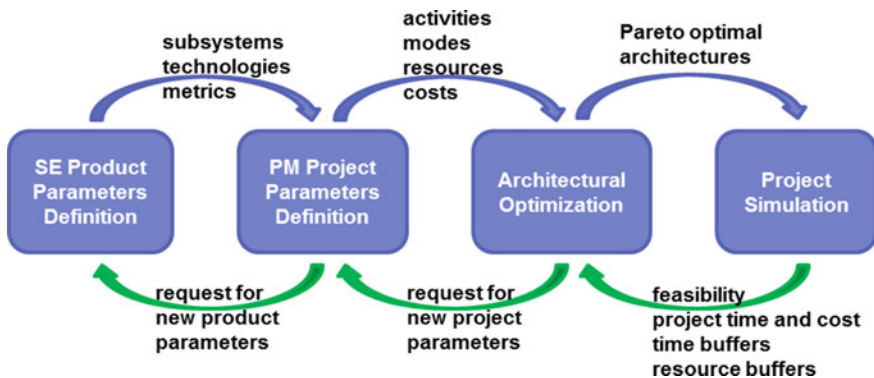 subsystems
technologies
metrics
activities
modes
resources
costs
Pareto optimal
architectures
SE Product
Parameters
Definition
PM Project
Parameters
Definition
Architectural
Optimization
Project
Simulation
request for
new product
parameters
request for
new project
parameters
feasibility
project time and cost
time buffers
resource buffers